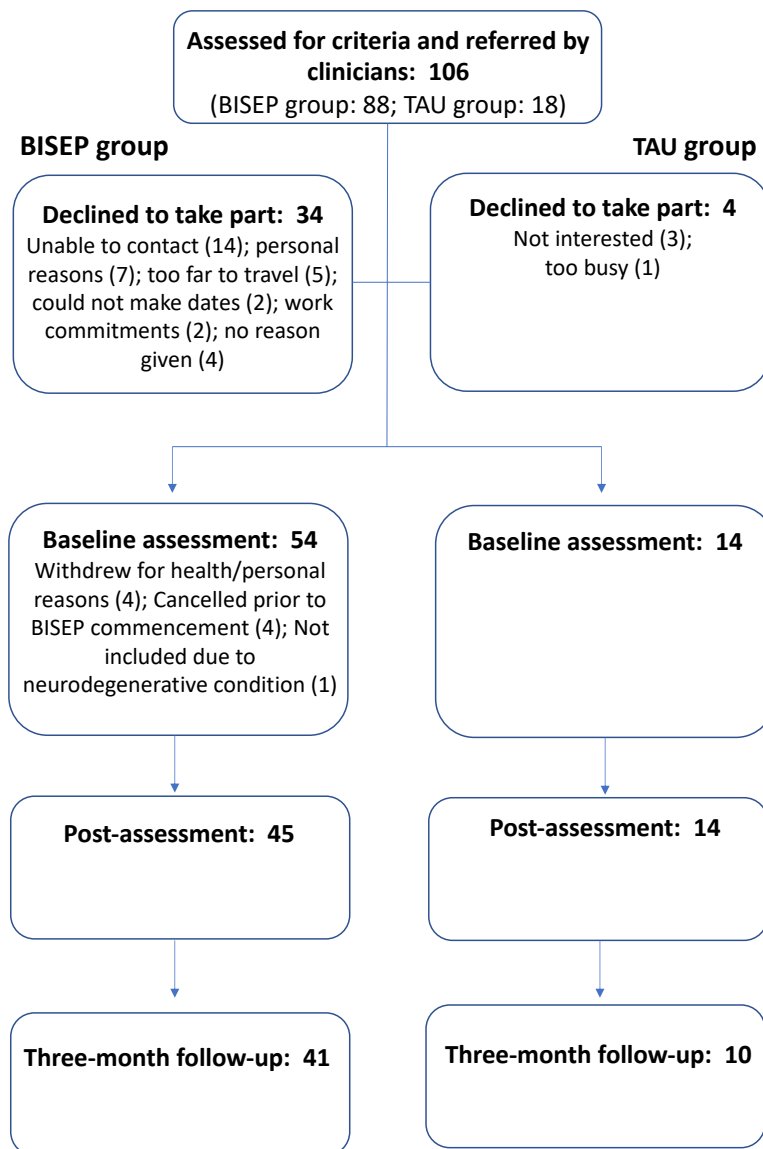 Assessed for criteria and referred by
clinicians: 106
(BISEP group: 88; TAU group: 18)
BISEP group
TAU group
Declined to take part: 34
Unable to contact (14); personal
reasons (7); too far to travel (5);
could not make dates (2); work
commitments (2); no reason
given (4)
Declined to take part: 4
Not interested (3);
too busy (1)
Baseline assessment: 54
Withdrew for health/personal
reasons (4); Cancelled prior to
BISEP commencement (4); Not
included due to
neurodegenerative condition (1)
Baseline assessment: 14
Post-assessment: 45
Post-assessment: 14
Three-month follow-up: 41
Three-month follow-up: 10